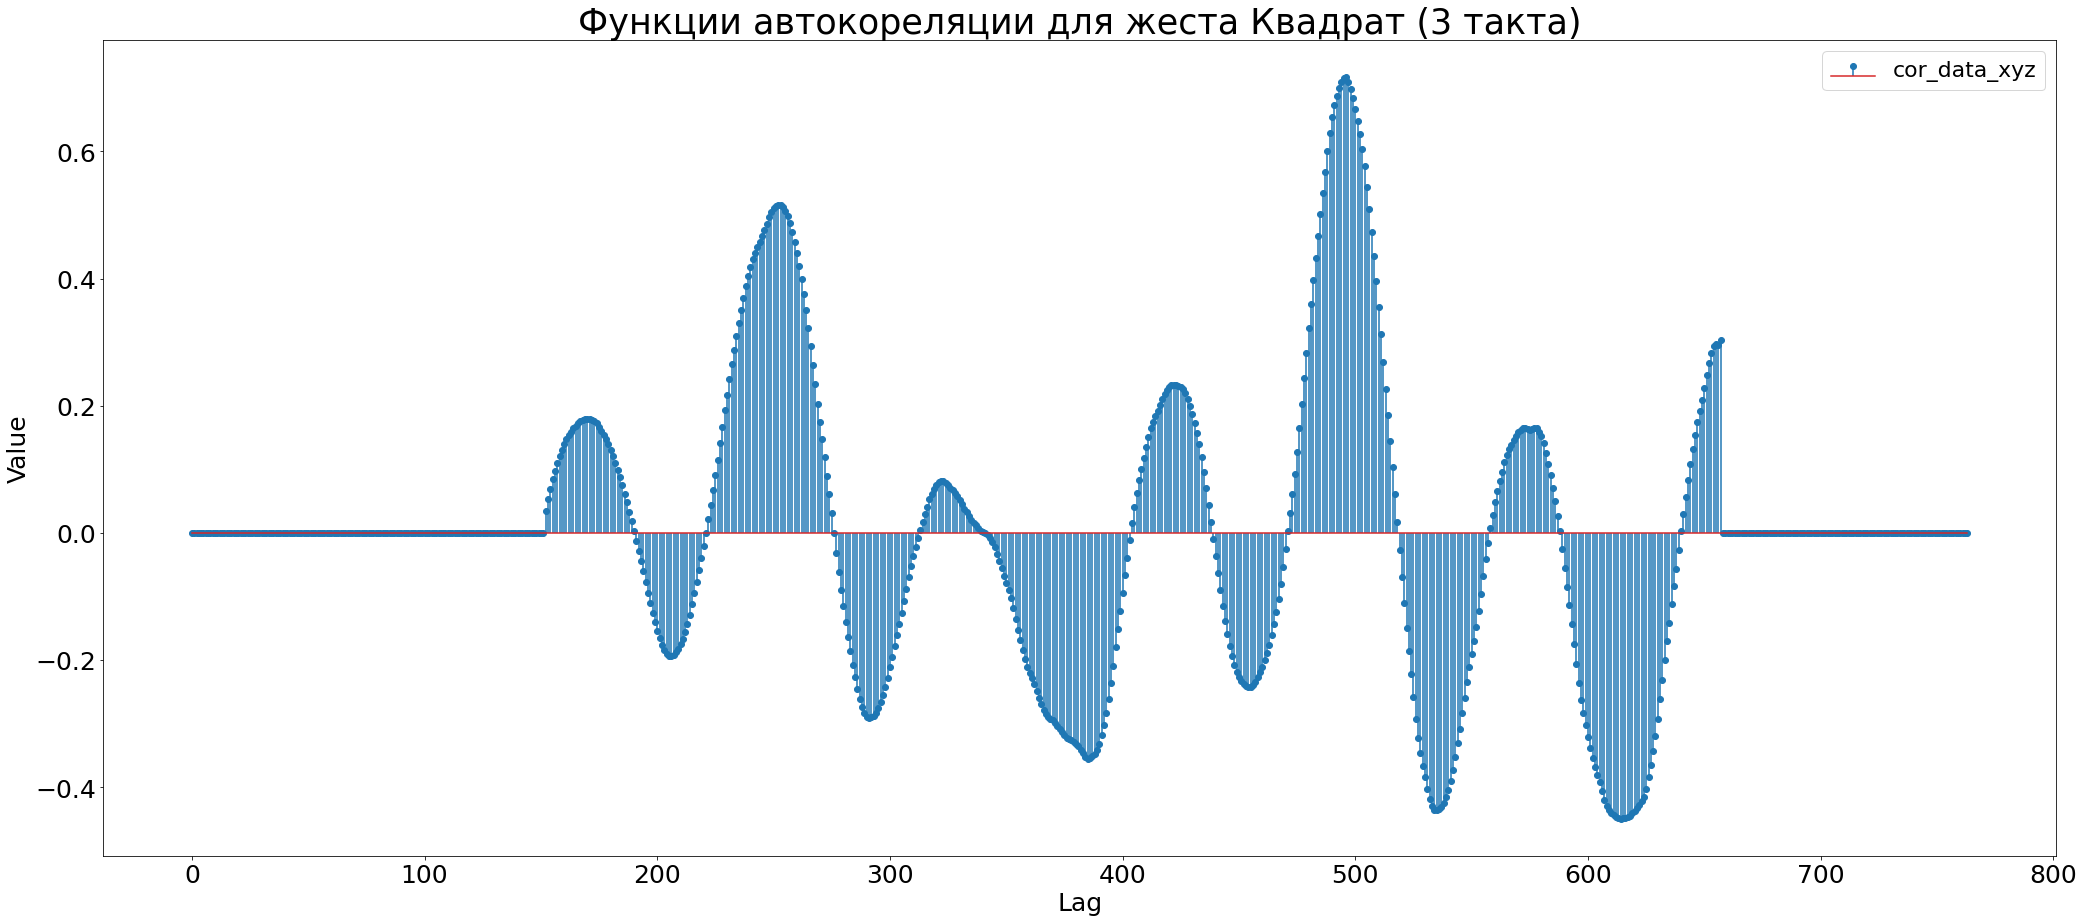 Функции автокореляции для жеста Квадрат (3 такта)
cor_data_xyz
Value
0.6
0.4
0.2
0.0
−0.2
−0.4
0 100 200 300 400 500 600 700 800
Lag